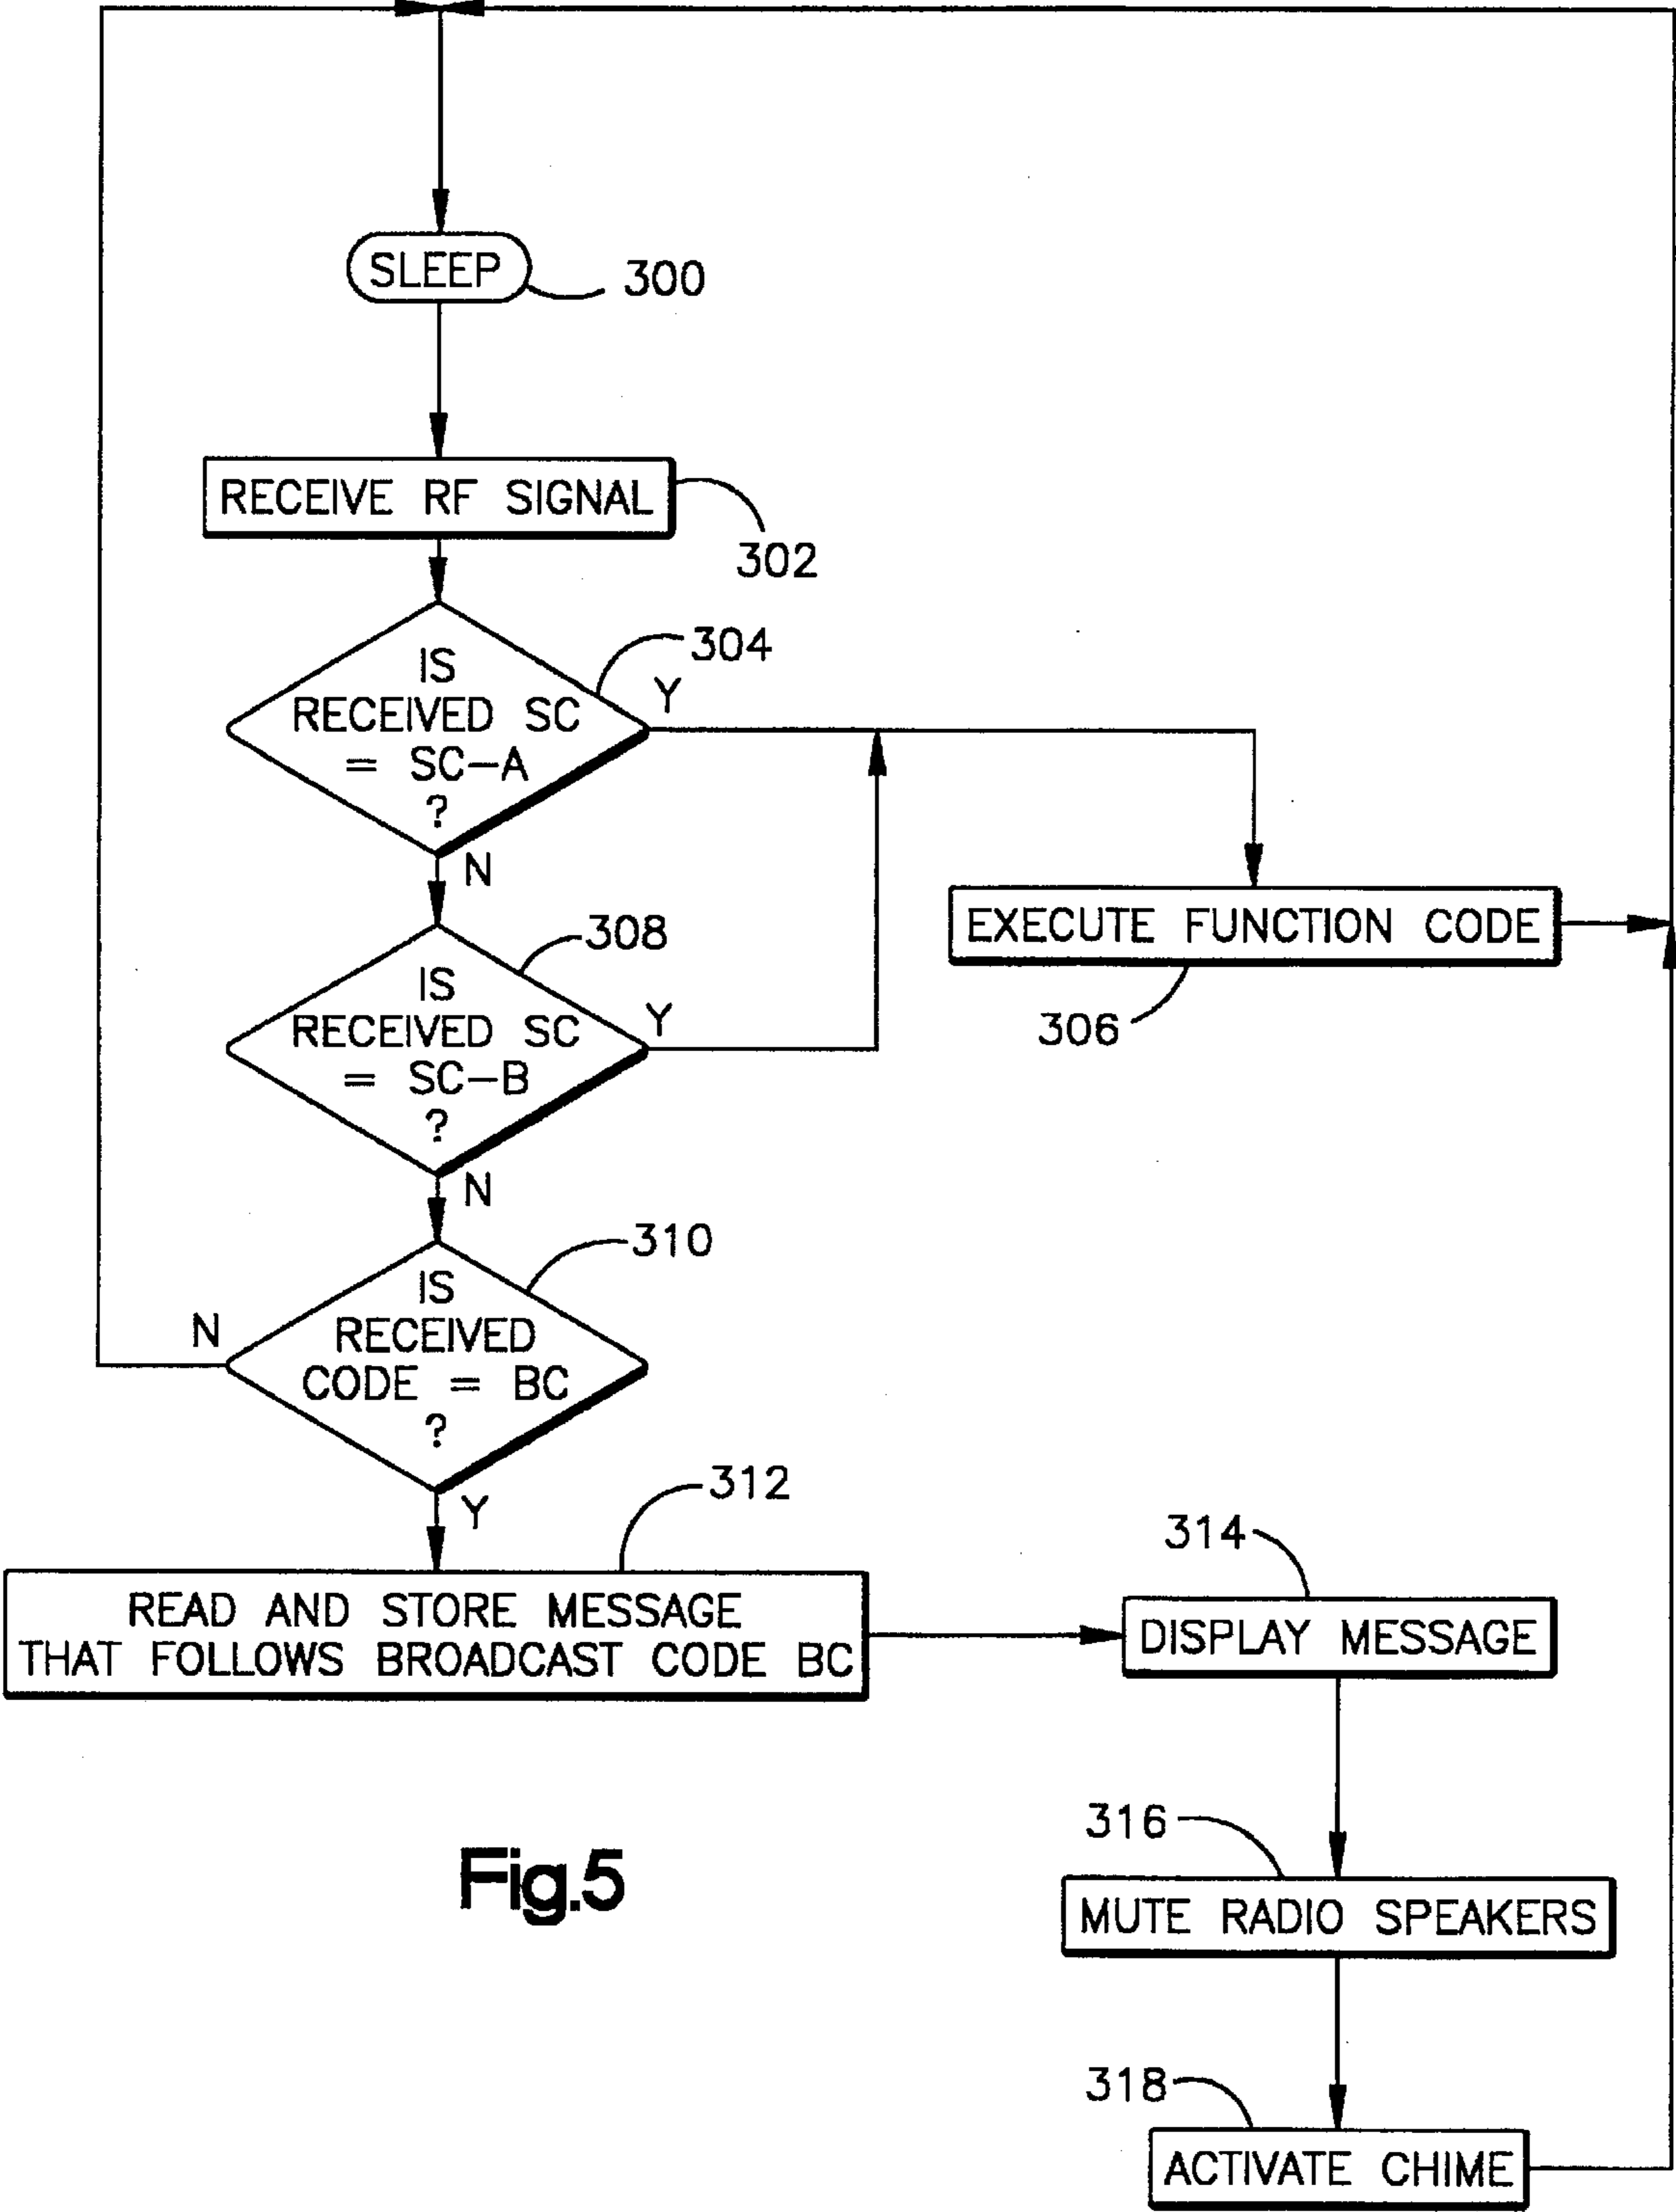 SLEEP
300
RECEIVE RF SIGNAL
302
IS
RECEIVED SC
= SC-A
?
304
Y
N
EXECUTE FUNCTION CODE
306
IS
RECEIVED SC
= SC-B
?
308
Y
N
IS
RECEIVED
CODE = BC
?
310
N
Y
312
READ AND STORE MESSAGE
THAT FOLLOWS BROADCAST CODE BC
314
DISPLAY MESSAGE
316
MUTE RADIO SPEAKERS
318
ACTIVATE CHIME
Fig.5